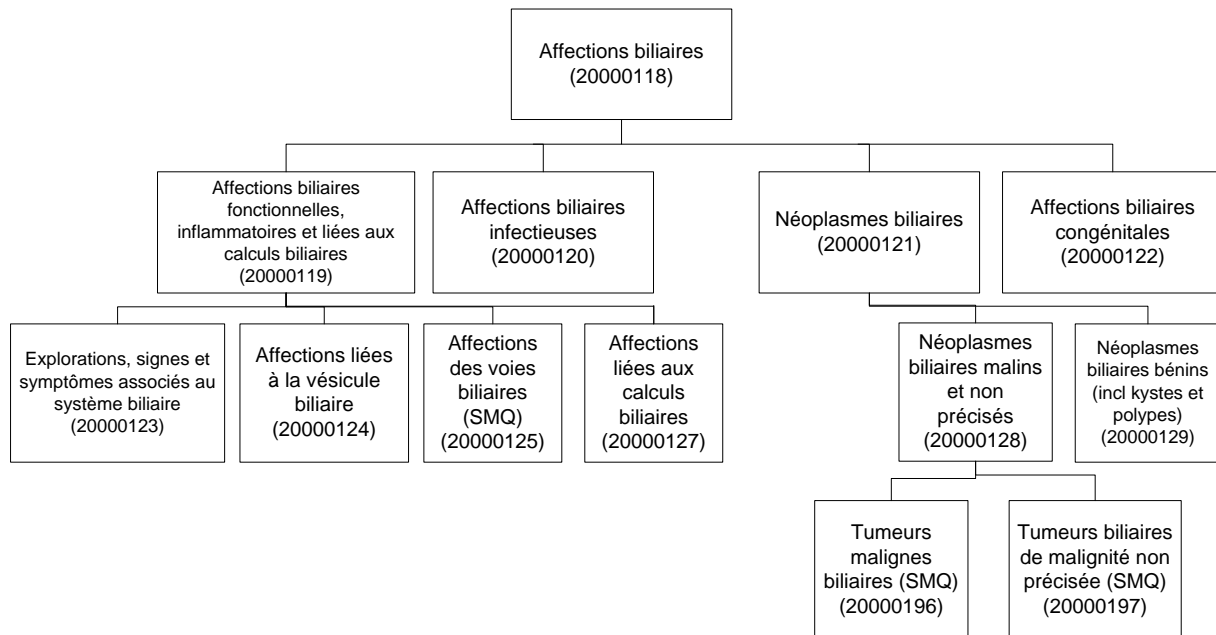 Affections biliaires
(20000118)
Affections biliaires
fonctionnelles,
inflammatoires et liées aux
calculs biliaires
(20000119)
Affections biliaires
infectieuses
(20000120)
Néoplasmes biliaires
(20000121)
Affections biliaires
congénitales
(20000122)
Explorations, signes et
symptômes associés au
système biliaire
(20000123)
Affections liées
à la vésicule
biliaire
(20000124)
Affections
des voies
biliaires
(SMQ)
(20000125)
Affections
liées aux
calculs
biliaires
(20000127)
Néoplasmes
biliaires malins
et non
précisés
(20000128)
Néoplasmes
biliaires bénins
(incl kystes et
polypes)
(20000129)
Tumeurs
malignes
biliaires (SMQ)
(20000196)
Tumeurs biliaires
de malignité non
précisée (SMQ)
(20000197)